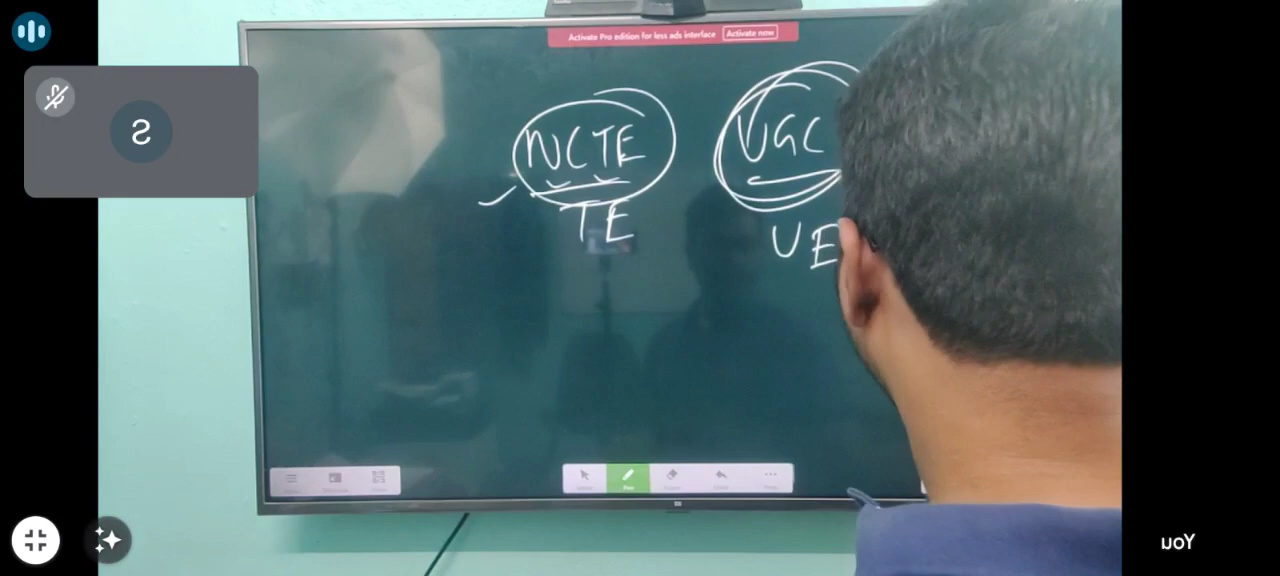 Activate Pro edition for less ads interface Activate now
S
NCTE UGC
TE UE
You